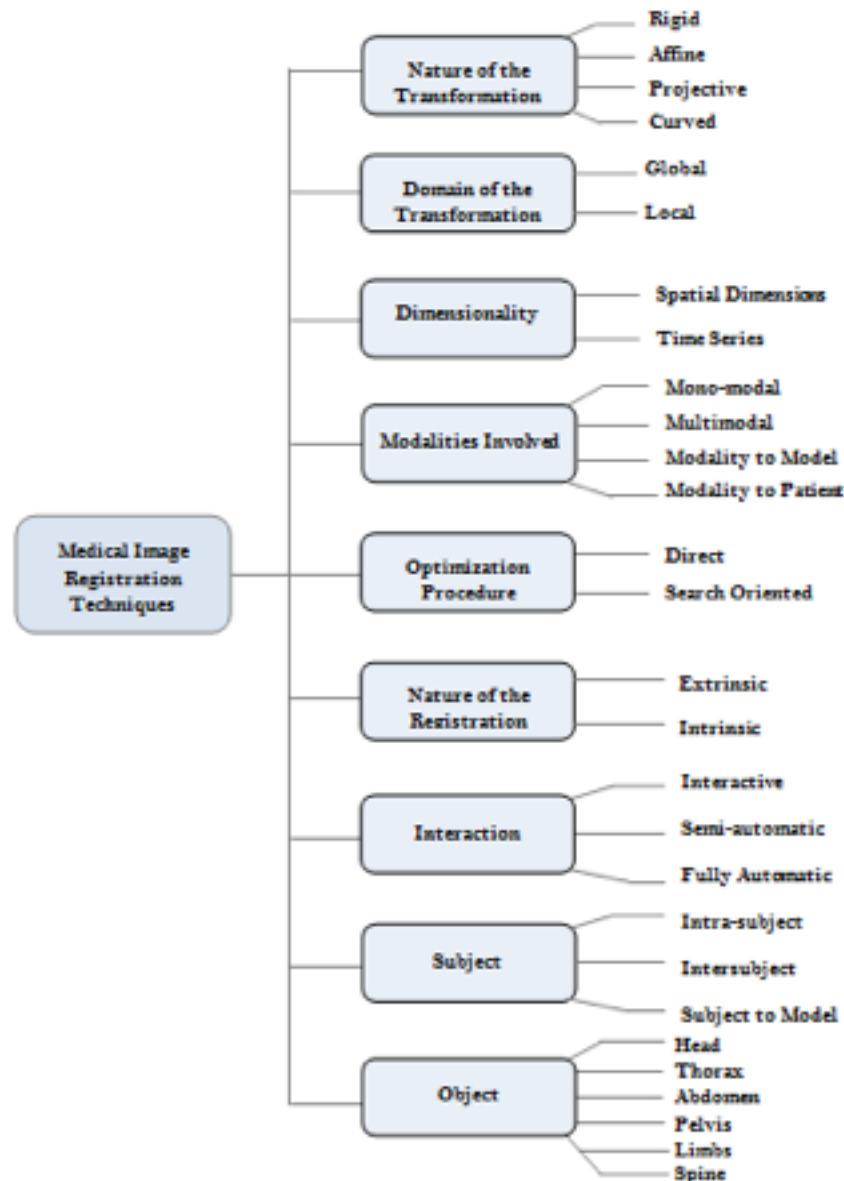 Nature of the
Transformation
Rigid
Affine
Projective
Curved
Domain of the
Transformation
Global
Local
Dimensionality
Spatial Dimensions
Time Series
Modalities Involved
Mono-modal
Multimodal
Modality to Model
Modality to Patient
Medical Image
Registration
Techniques
Optimization
Procedure
Direct
Search Oriented
Nature of the
Registration
Extrinsic
Intrinsic
Interaction
Interactive
Semi-automatic
Fully Automatic
Subject
Intra-subject
Intersubject
Subject to Model
Object
Head
Thorax
Abdomen
Pelvis
Limbs
Spine